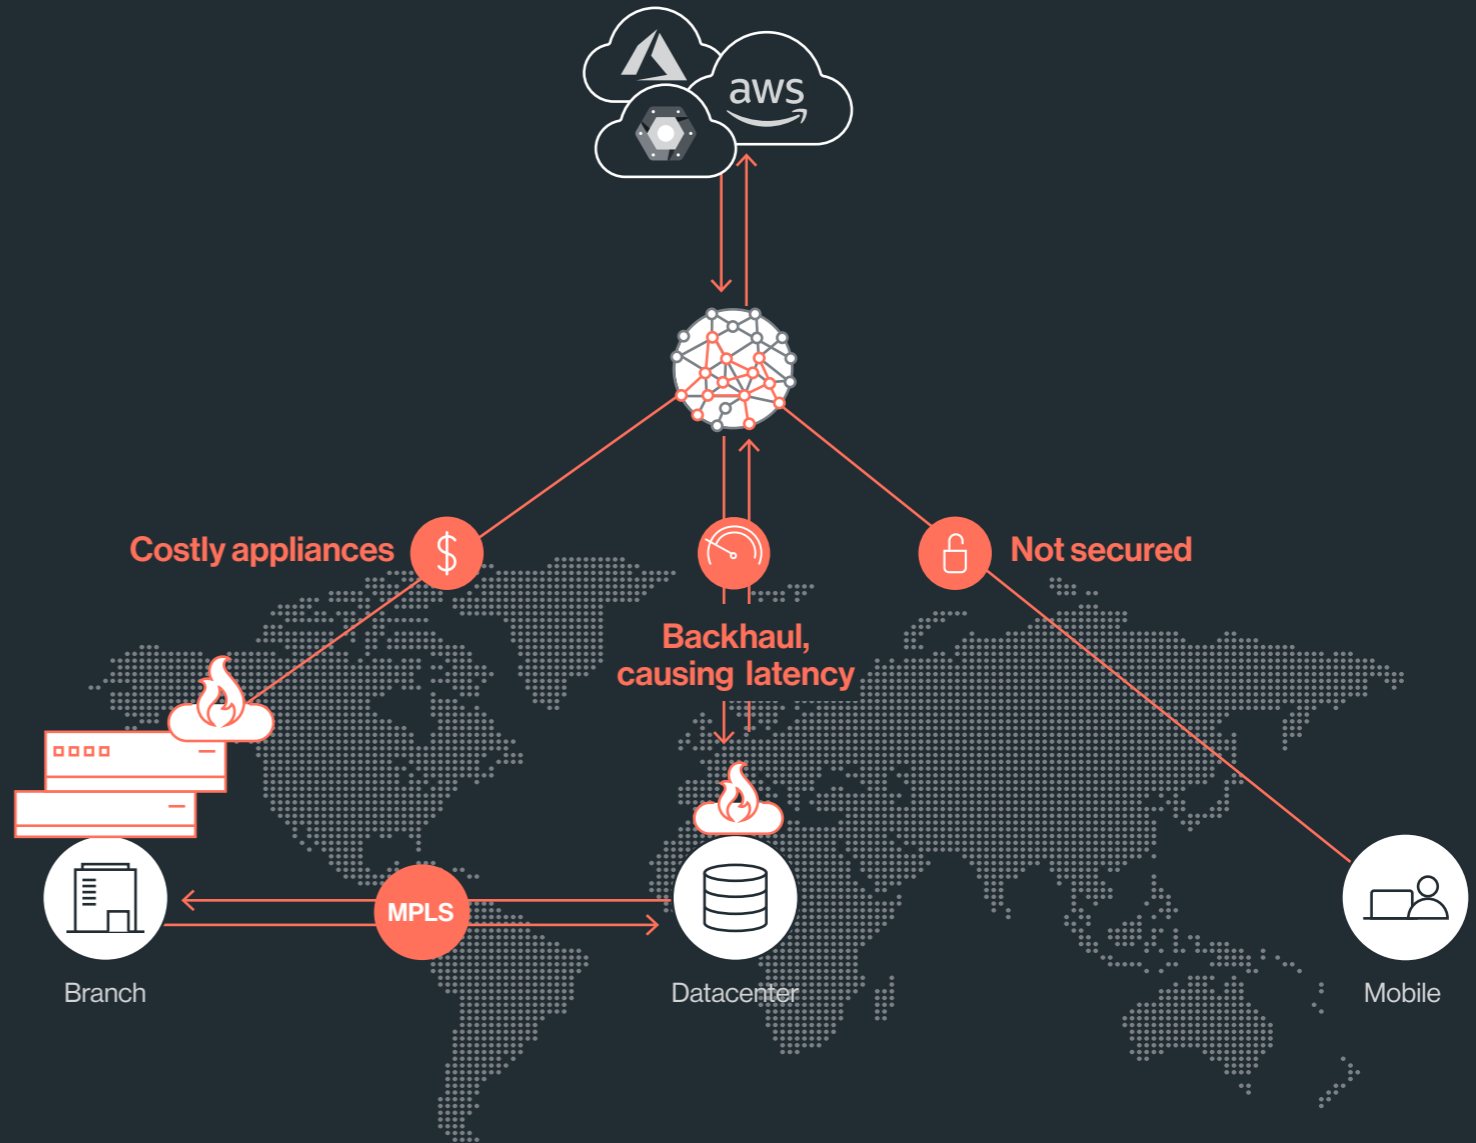 aws
Costly appliances
$
Not secured
Backhaul,
causing latency
MPLS
Branch
Datacenter
Mobile